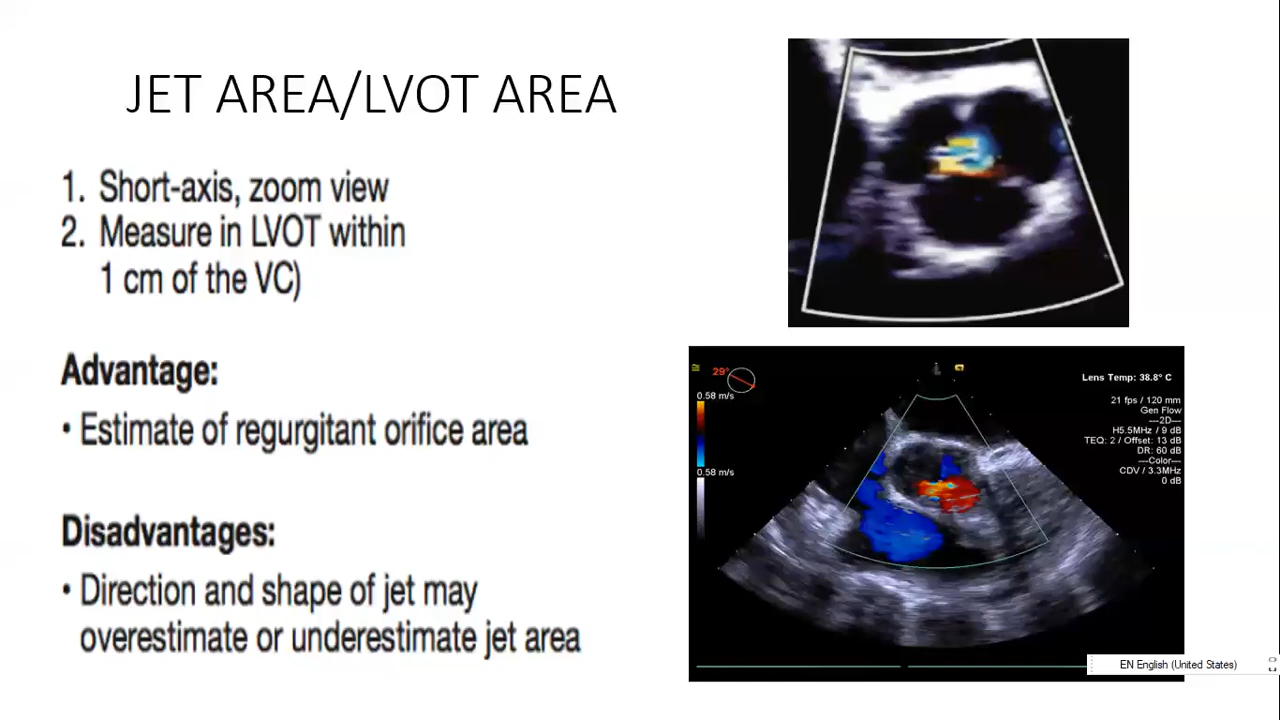 JET AREA/LVOT AREA
1. Short-axis, zoom view
2. Measure in LVOT within
1 cm of the VC)
Advantage:
• Estimate of regurgitant orifice area
Disadvantages:
• Direction and shape of jet may
overestimate or underestimate jet area
29°
0.58 m/s
0.58 m/s
Lens Temp: 38.8° C
21 fps / 120 mm
Gen Flow
---2D---
H5.5MHz / 9 dB
TEQ: 2 / Offset: 13 dB
DR: 60 dB
---Color---
CDV / 3.3MHz
0 dB
EN English (United States)